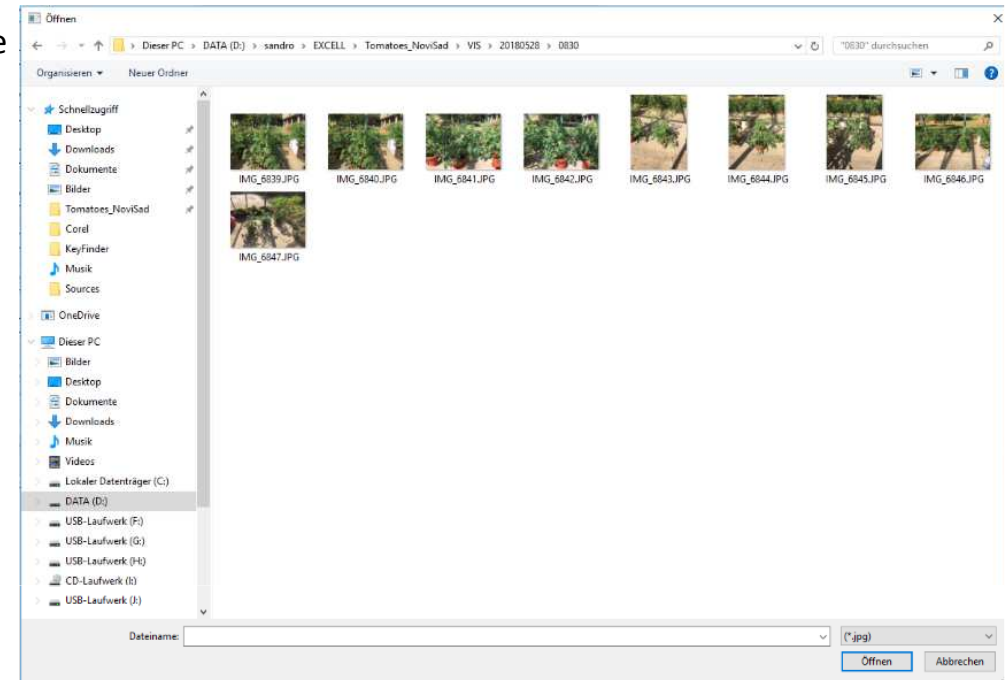 Öffnen
e
Dieser PC > DATA (D:) > sandro > EXCELL > Tomatoes_NoviSad > VIS > 20180528 > 0830
"0830" durchsuchen
Organisieren
Neuer Ordner
Schnellzugriff
Desktop
Downloads
Dokumente
Bilder
Tomatoes_NoviSad
Corel
KeyFinder
Musik
Sources
OneDrive
Dieser PC
Bilder
Desktop
Dokumente
Downloads
Musik
Videos
Lokaler Datenträger (C:)
DATA (D:)
USB-Laufwerk (F:)
USB-Laufwerk (G:)
USB-Laufwerk (H:)
CD-Laufwerk (I:)
USB-Laufwerk (J:)
IMG_6839.JPG
IMG_6840.JPG
IMG_6841.JPG
IMG_6842.JPG
IMG_6843.JPG
IMG_6844.JPG
IMG_6845.JPG
IMG_6846.JPG
IMG_6847.JPG
Dateiname:
(*.jpg)
Öffnen
Abbrechen